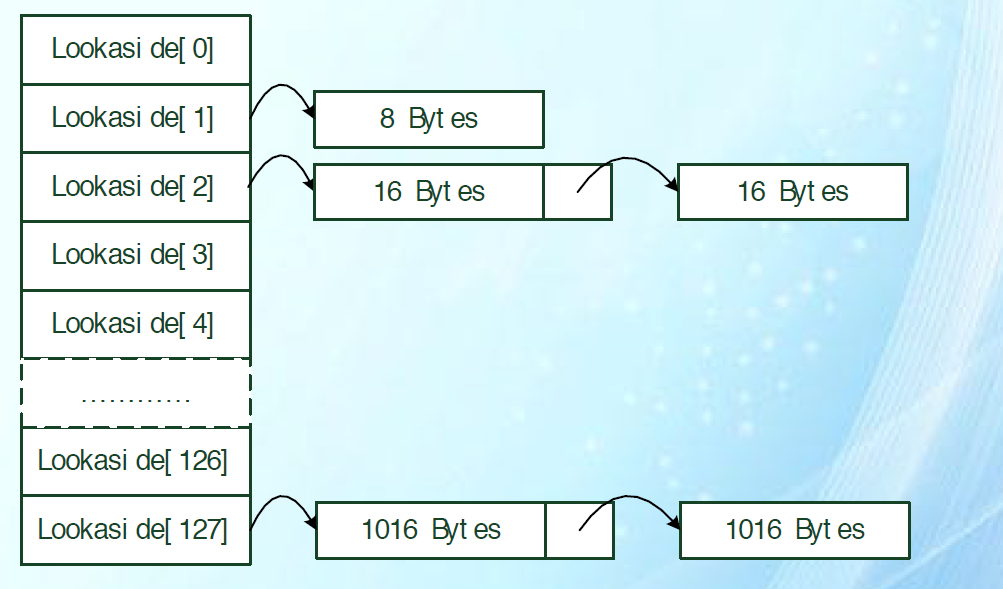 Lookasi de[ 0]
Lookasi de[ 1]
8 Byt es
Lookasi de[ 2]
16 Byt es
16 Byt es
Lookasi de[ 3]
Lookasi de[ 4]
............
Lookasi de[ 126]
Lookasi de[ 127]
1016 Byt es
1016 Byt es